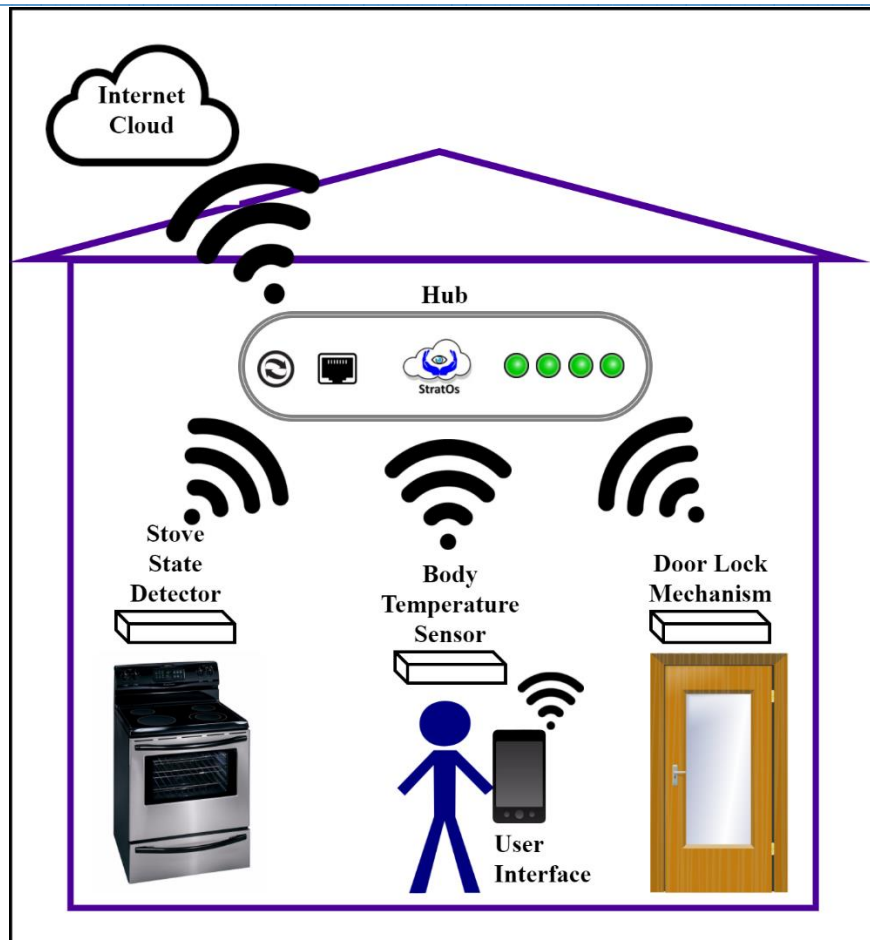 Internet
Cloud
Hub
StratOs
Stove
State
Detector
Body
Temperature
Sensor
Door Lock
Mechanism
User
Interface